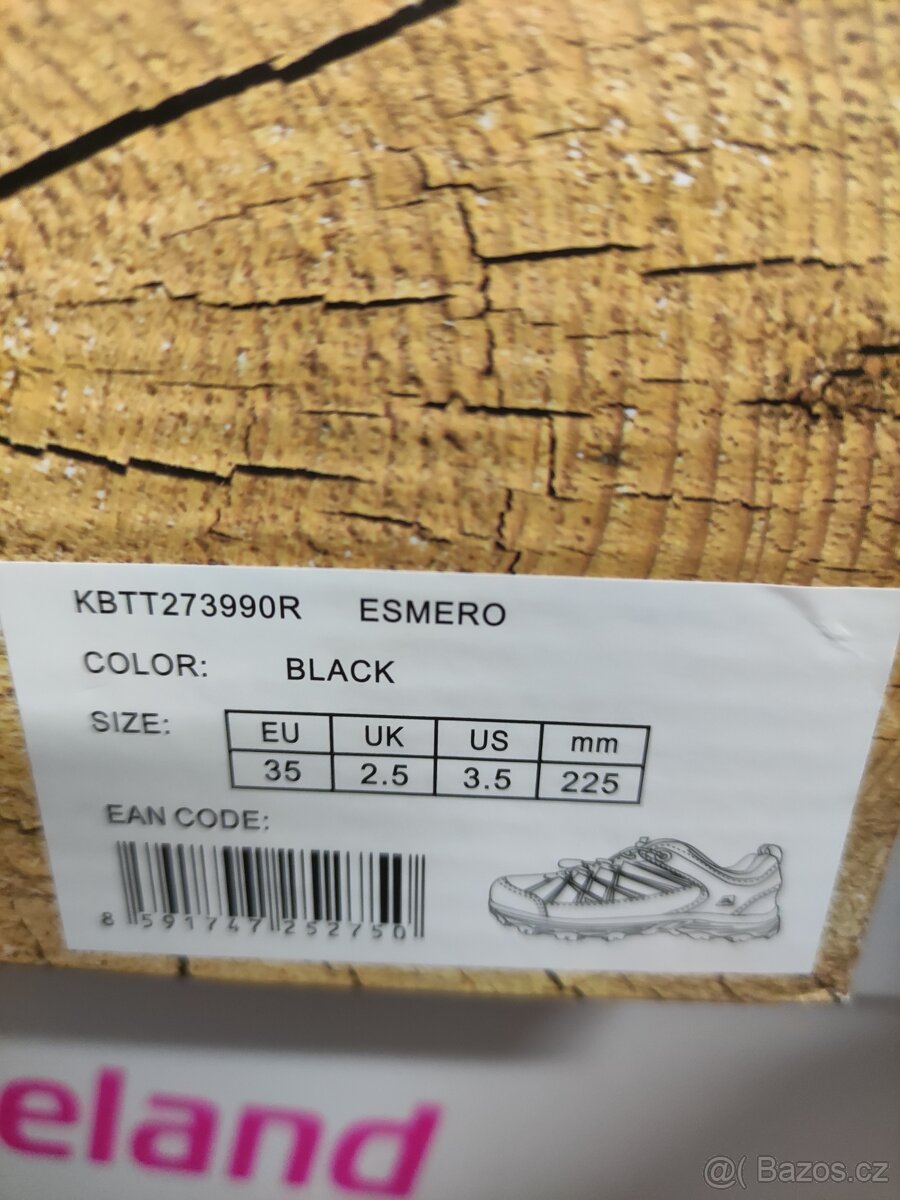 KBTT273990R ESMERO
COLOR: BLACK
SIZE:
EU UK US mm
35 2.5 3.5 225
EAN CODE:
8 591747 252750
eland
@( Bazos.cz